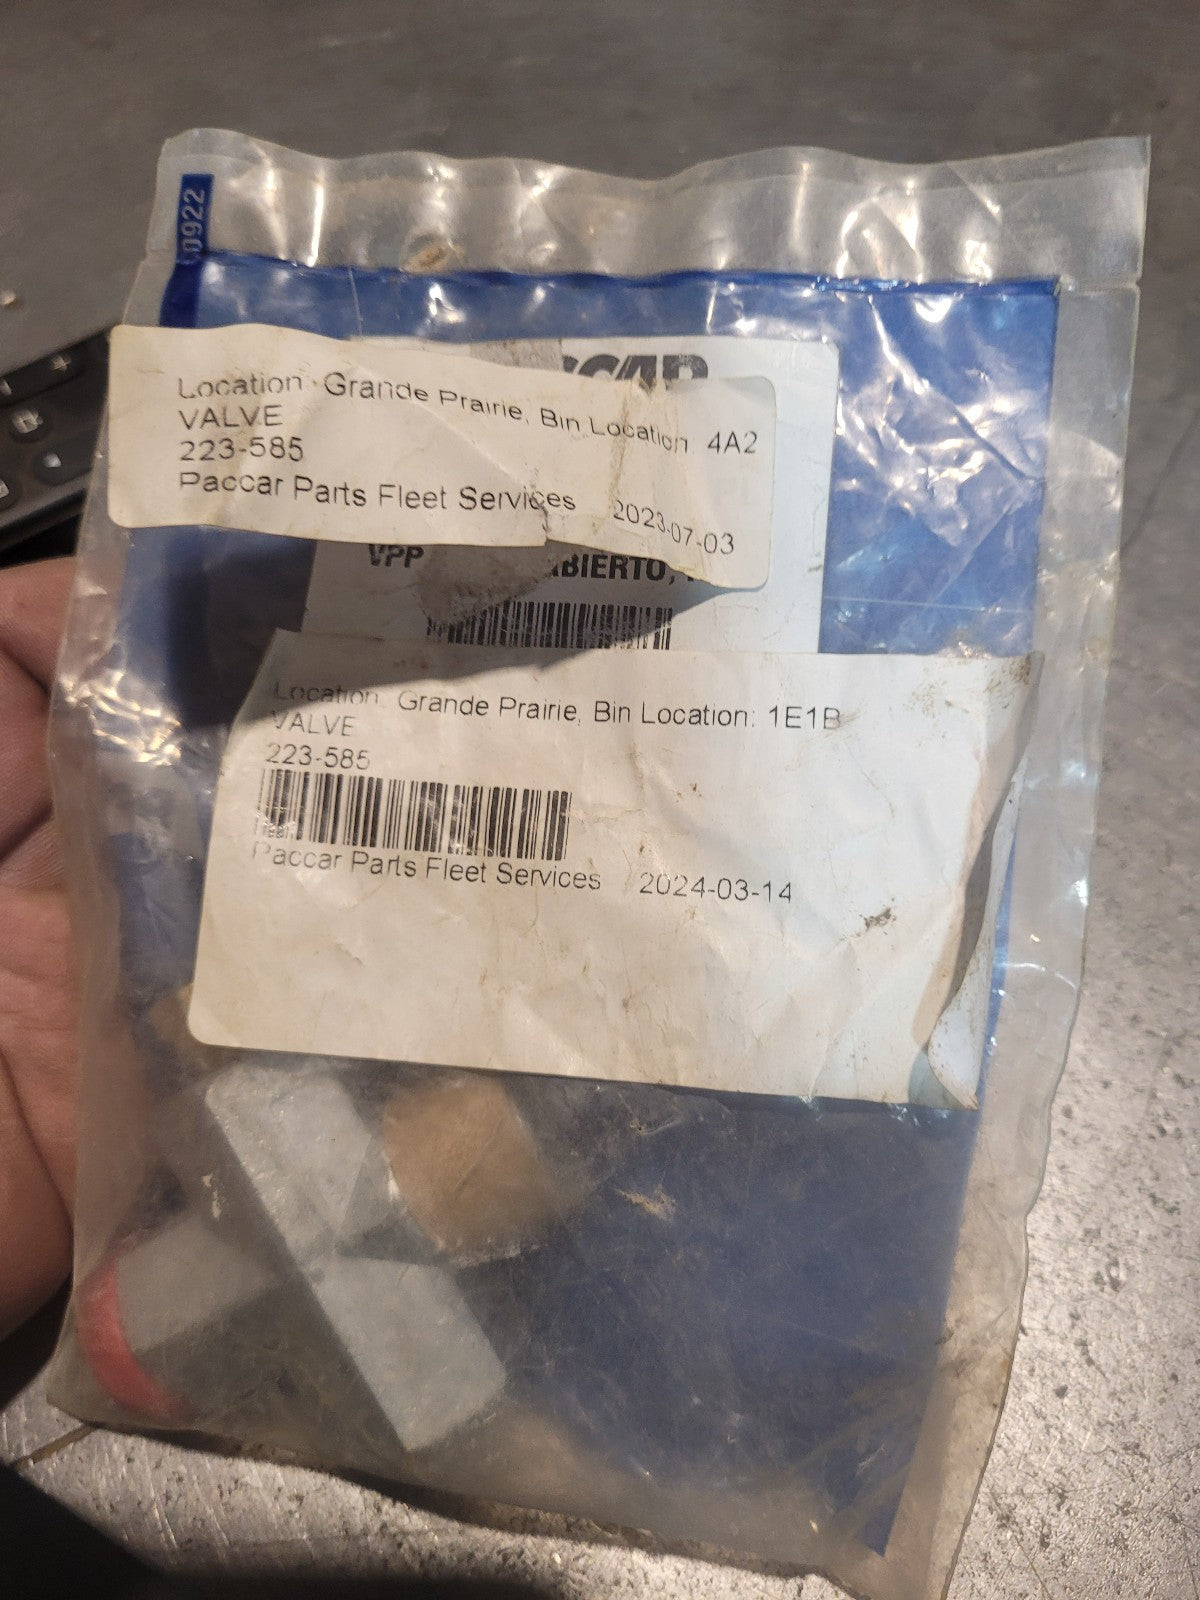 0922
Location: Grande Prairie, Bin Location: 4A2
VALVE
223-585
Paccar Parts Fleet Services 2023-07-03
VPP
Location: Grande Prairie, Bin Location: 1E1B
VALVE
223-585
Paccar Parts Fleet Services 2024-03-14